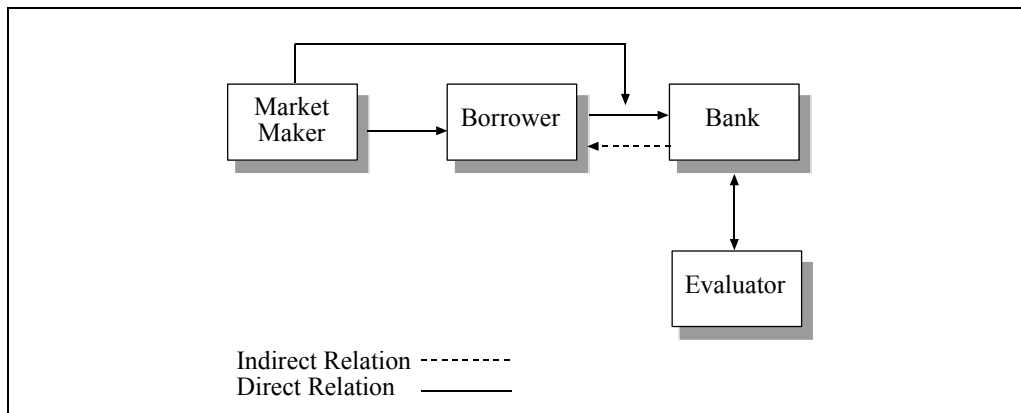 Market
Maker
Borrower
Bank
Evaluator
Indirect Relation
Direct Relation